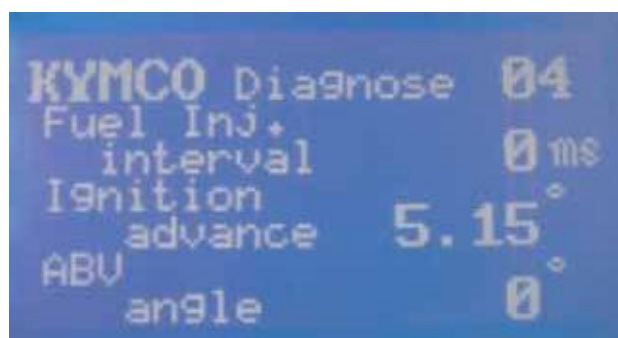 KYMCO Diagnose 04
Fuel Inj.
interval 0 ms
Ignition
advance 5.15°
ABV °
angle 0